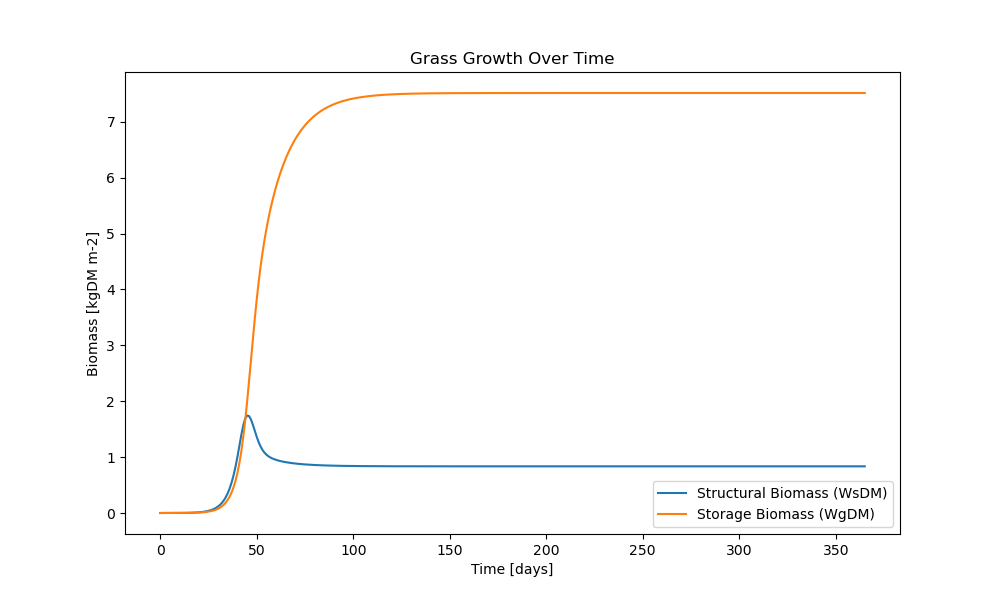 Grass Growth Over Time
Biomass [kgDM m-2]
7
6
5
4
3
2
1
0
0 50 100 150 200 250 300 350
Time [days]
Structural Biomass (WsDM)
Storage Biomass (WgDM)